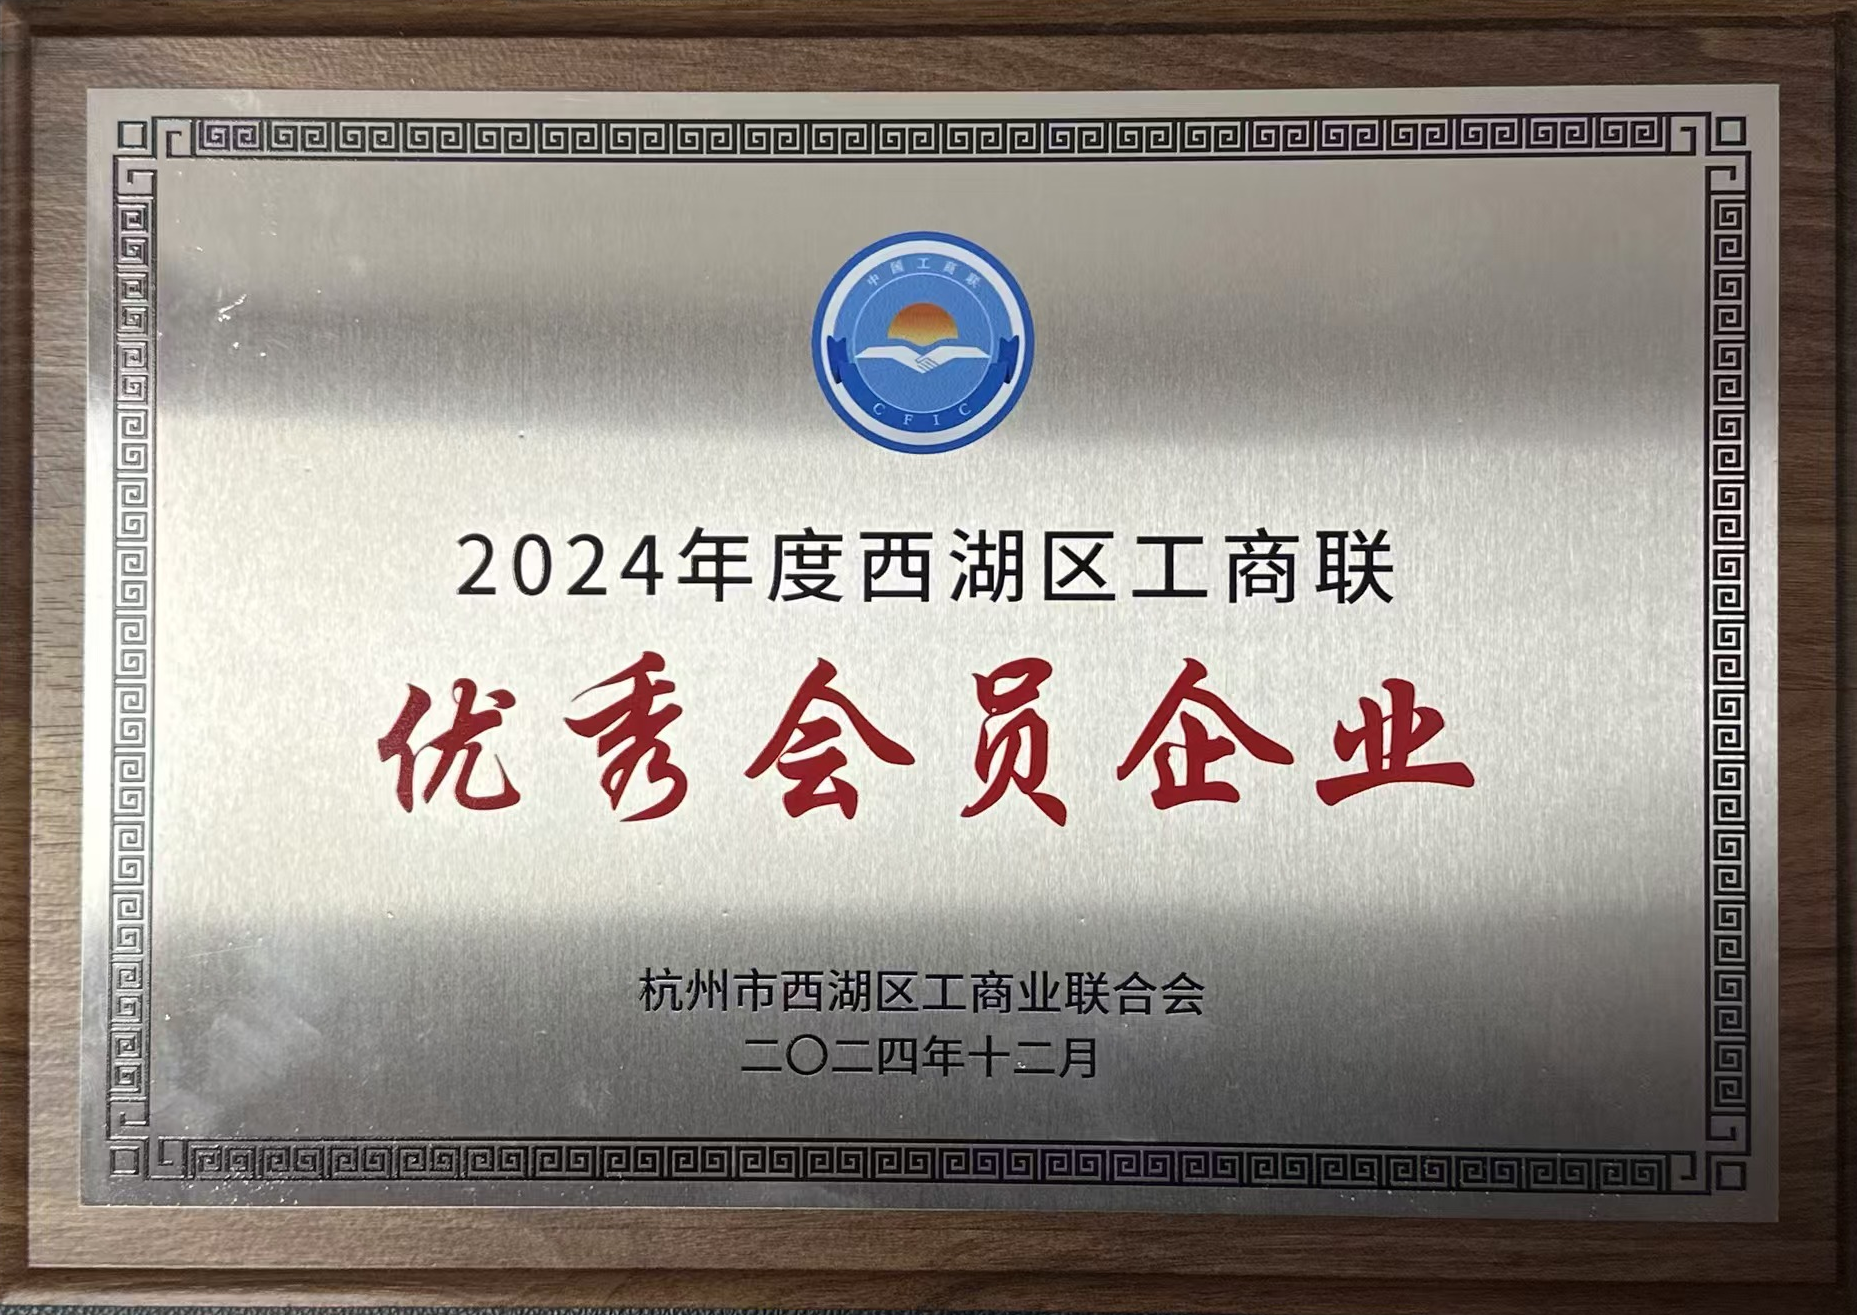 中国工商联
CFIC
2024年度西湖区工商联
优秀会员企业
杭州市西湖区工商业联合会
二〇二四年十二月